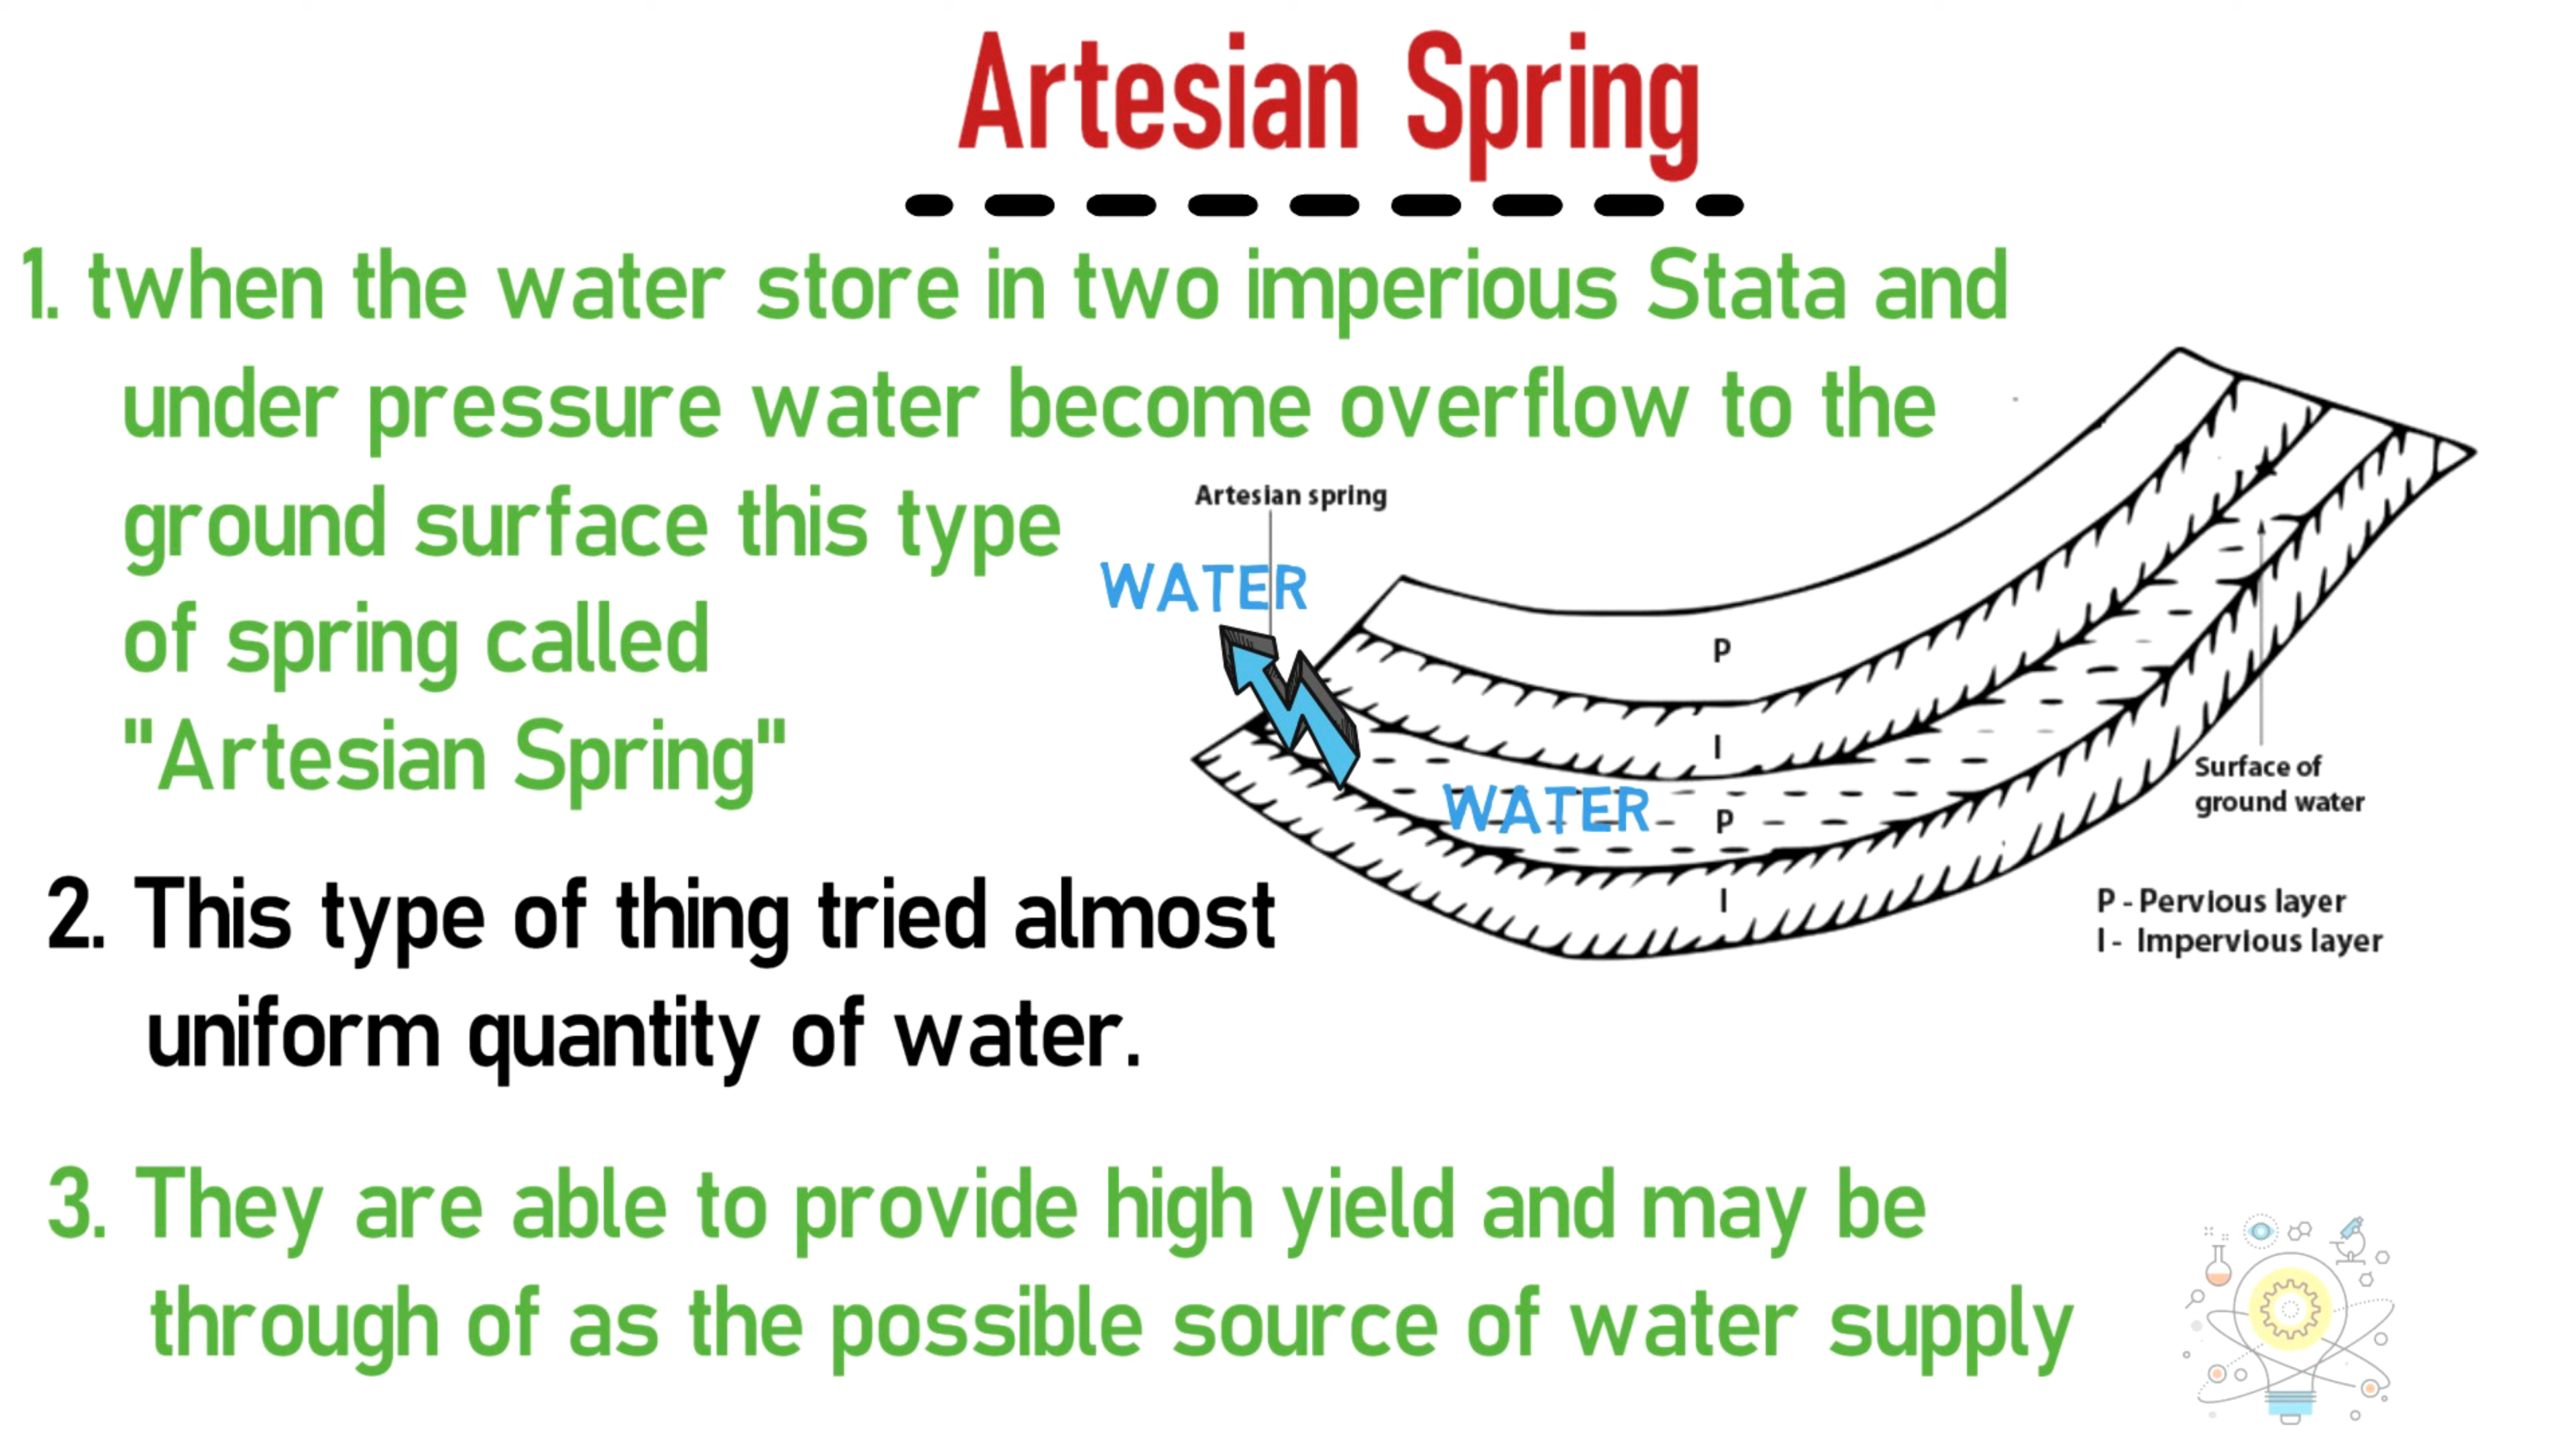 Artesian Spring
1. twhen the water store in two imperious Stata and
under pressure water become overflow to the
ground surface this type
of spring called
"Artesian Spring"
Artesian spring
WATER
P
I
WATER
P
I
Surface of
ground water
P - Pervious layer
I - Impervious layer
2. This type of thing tried almost
uniform quantity of water.
3. They are able to provide high yield and may be
through of as the possible source of water supply